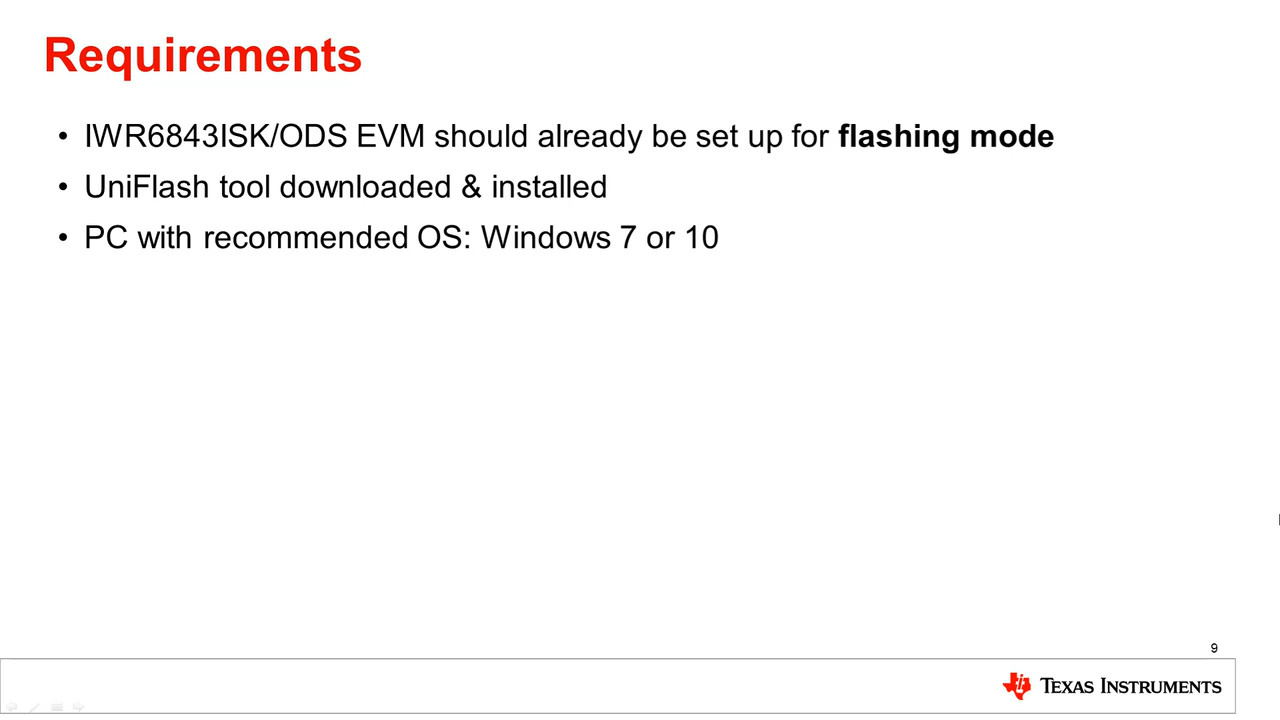 Requirements
• IWR6843ISK/ODS EVM should already be set up for flashing mode
• UniFlash tool downloaded & installed
• PC with recommended OS: Windows 7 or 10
9
TEXAS INSTRUMENTS